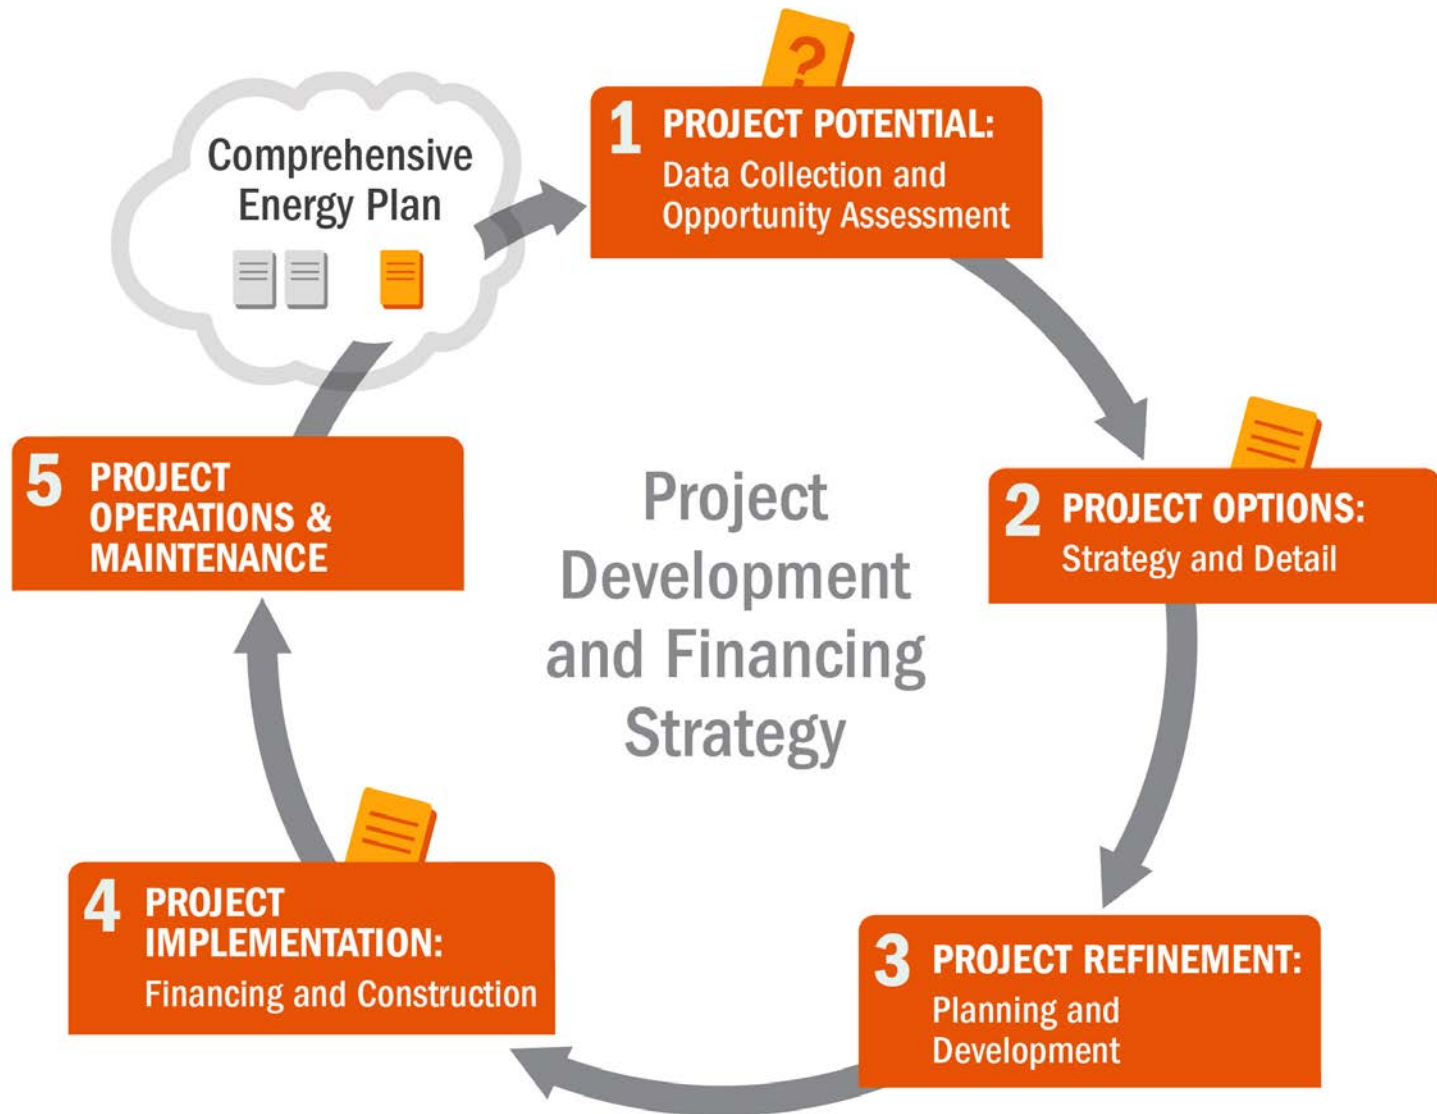 Comprehensive
Energy Plan
?
1 PROJECT POTENTIAL:
Data Collection and
Opportunity Assessment
2 PROJECT OPTIONS:
Strategy and Detail
3 PROJECT REFINEMENT:
Planning and
Development
4 PROJECT
IMPLEMENTATION:
Financing and Construction
5 PROJECT
OPERATIONS &
MAINTENANCE
Project
Development
and Financing
Strategy